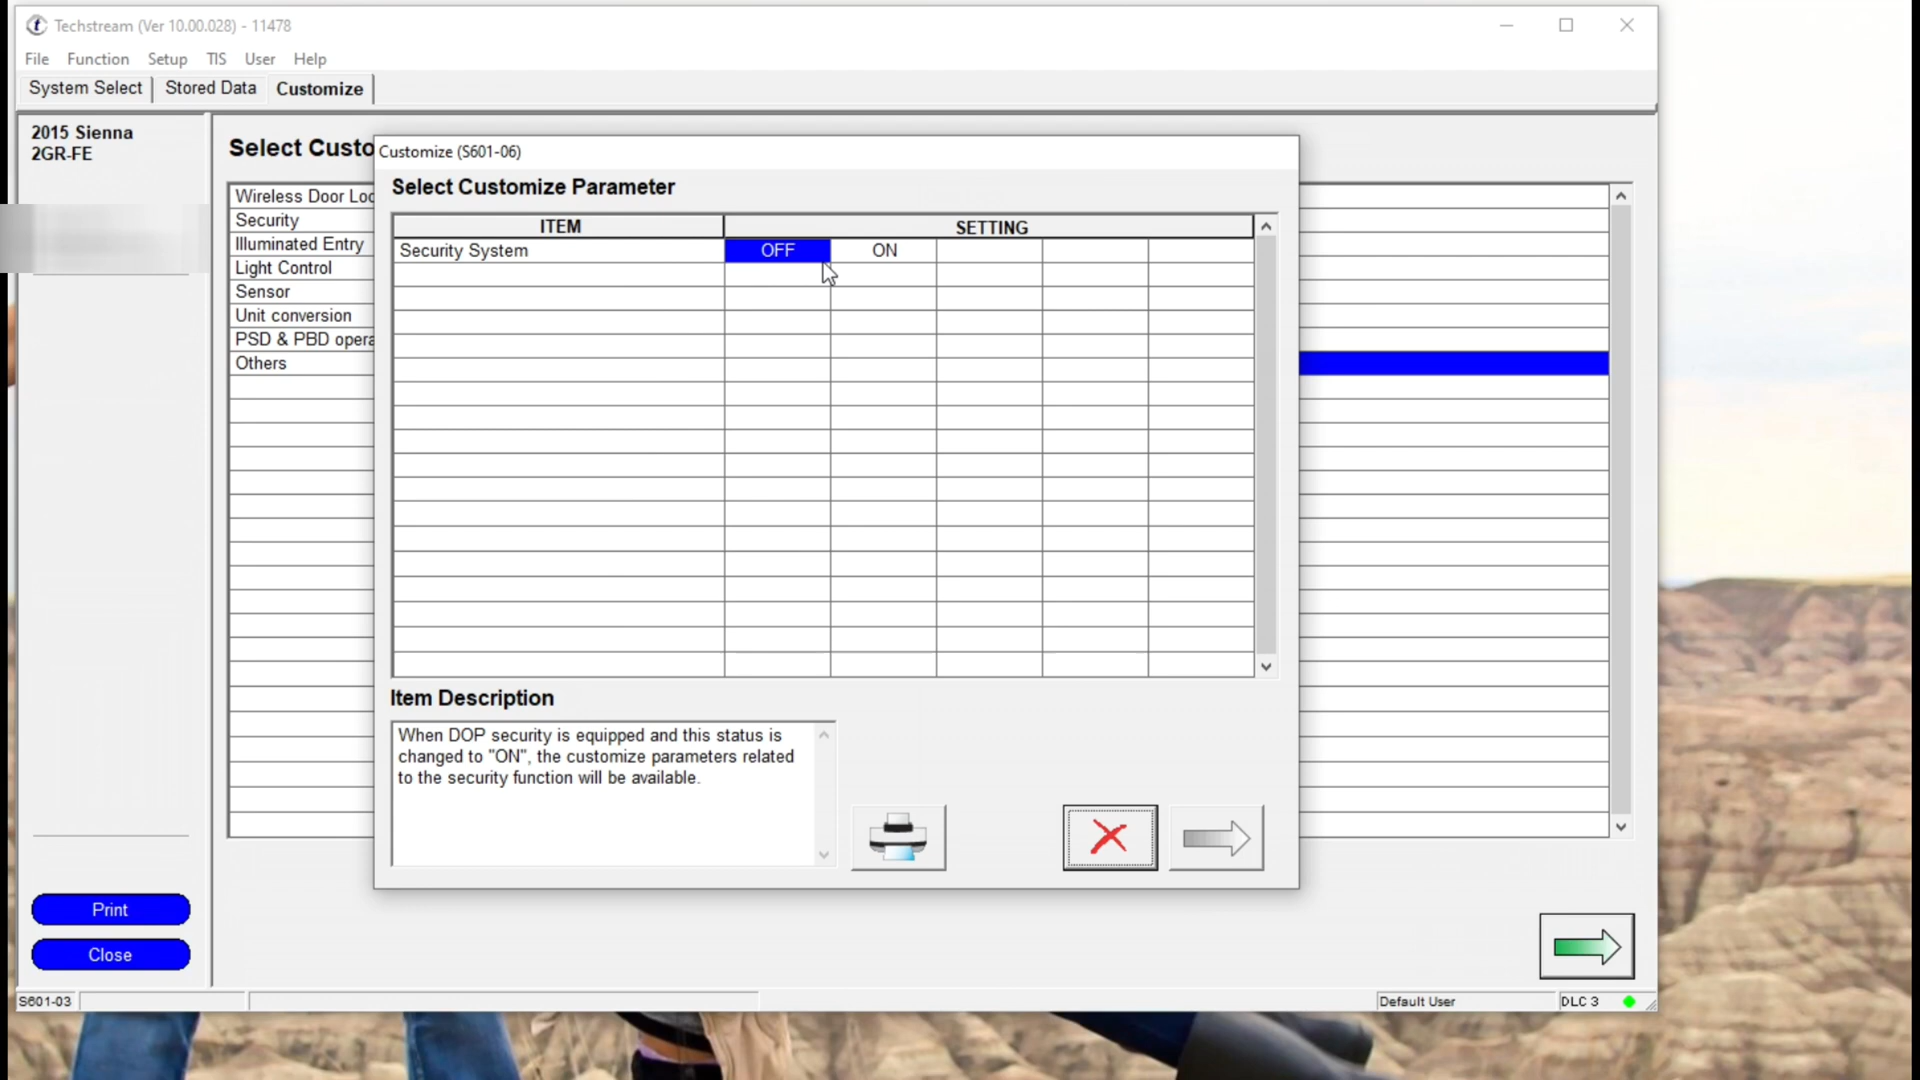 Techstream (Ver 10.00.028) - 11478
File Function Setup TIS User Help
System Select Stored Data Customize
2015 Sienna
2GR-FE
Select Custo
Wireless Door Loc
Security
Illuminated Entry
Light Control
Sensor
Unit conversion
PSD & PBD opera
Others
Customize (S601-06)
Select Customize Parameter
ITEM SETTING
Security System OFF ON
Item Description
When DOP security is equipped and this status is
changed to "ON", the customize parameters related
to the security function will be available.
Print
Close
S601-03 Default User DLC 3